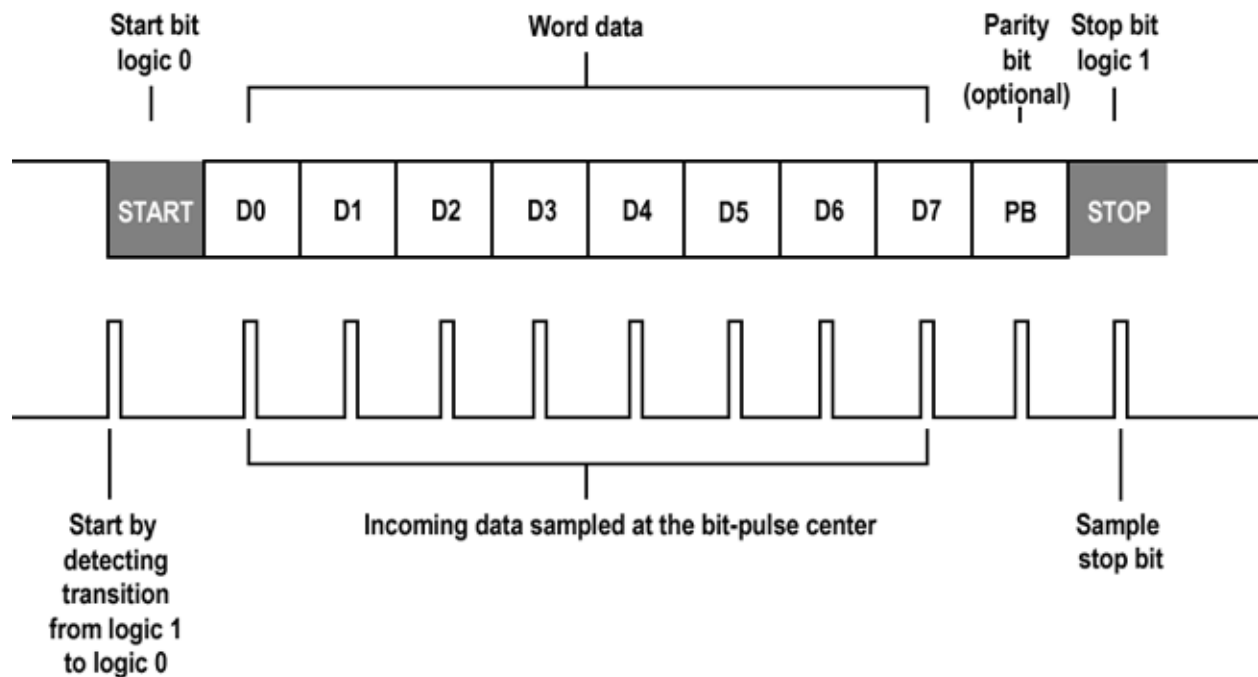 Start bit
logic 0
Word data
Parity
bit
(optional)
Stop bit
logic 1
START D0 D1 D2 D3 D4 D5 D6 D7 PB STOP
Start by
detecting
transition
from logic 1
to logic 0
Incoming data sampled at the bit-pulse center
Sample
stop bit